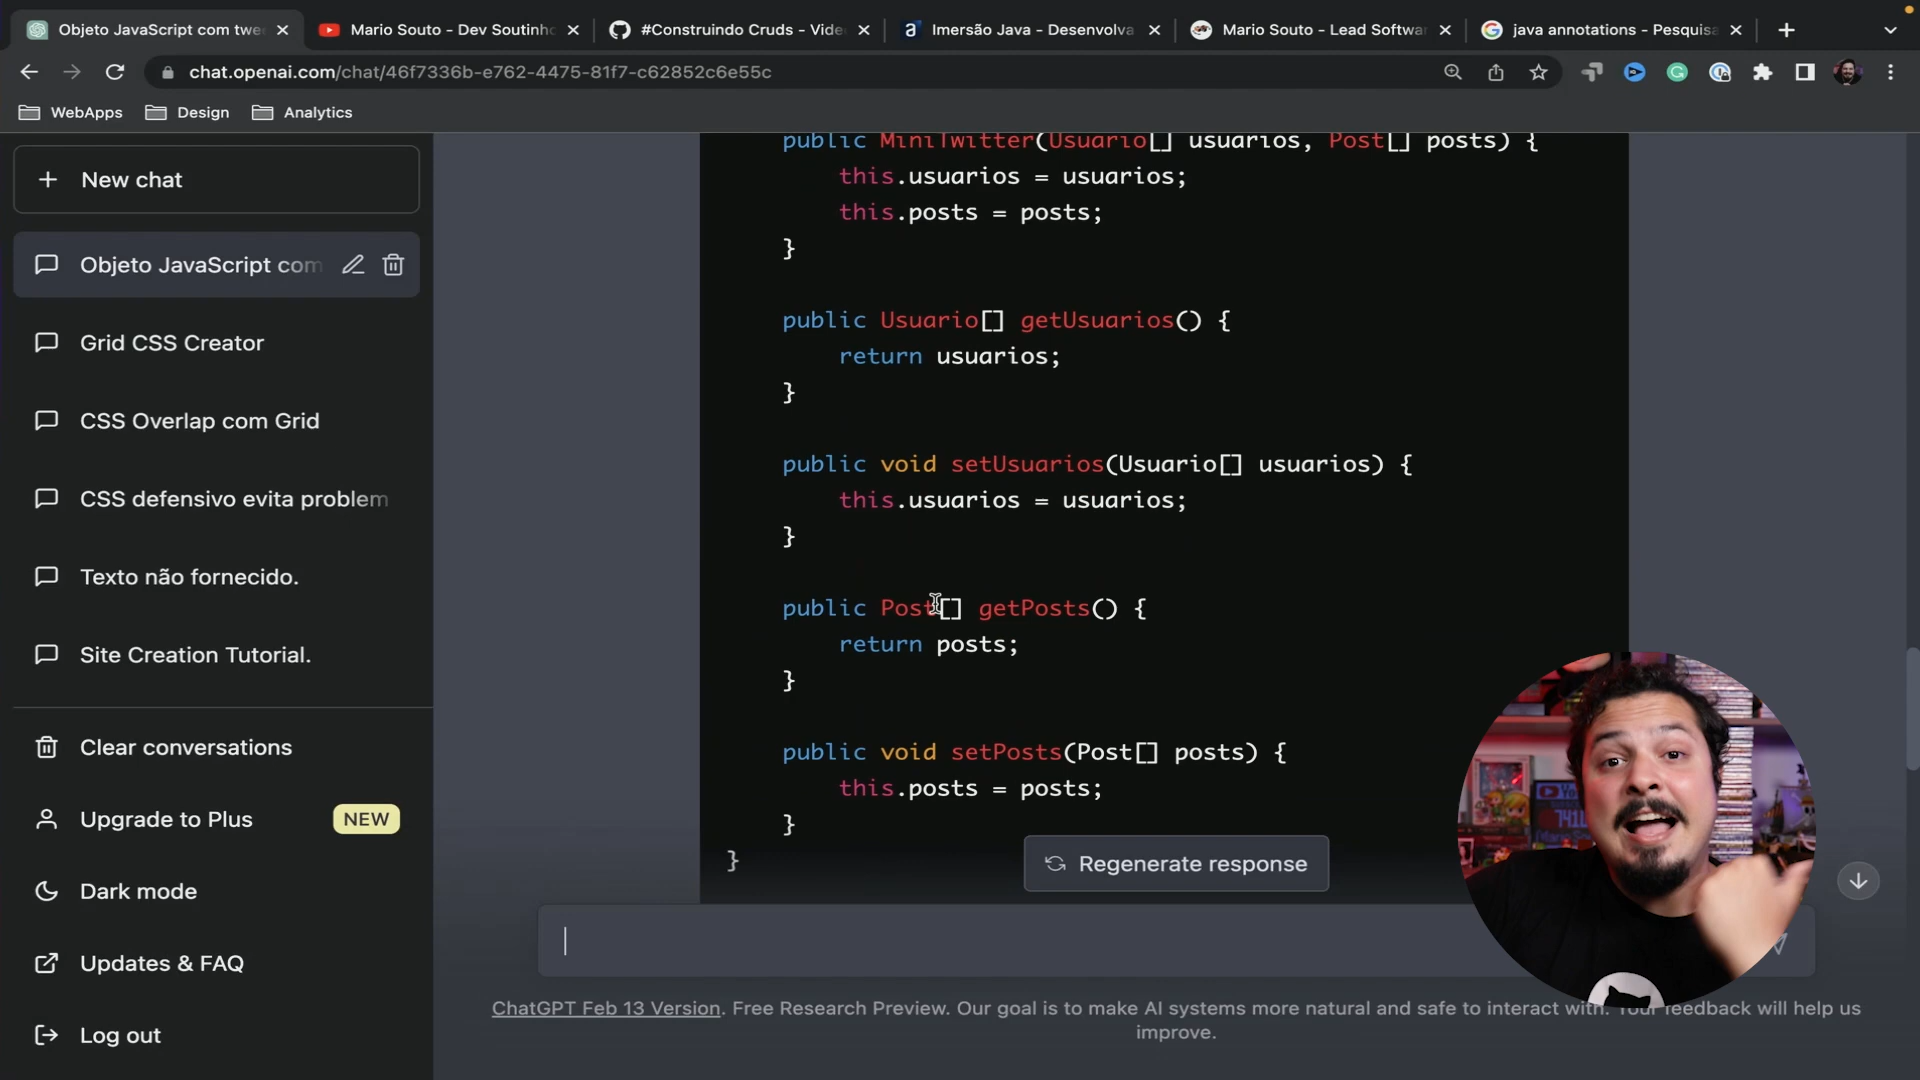 Objeto JavaScript com twe
Mario Souto - Dev Soutinho
#Construindo Cruds - Vide
Imersão Java - Desenvolva
Mario Souto - Lead Softwar
java annotations - Pesquisa
chat.openai.com/chat/46f7336b-e762-4475-81f7-c62852c6e55c
WebApps
Design
Analytics
New chat
Objeto JavaScript com
Grid CSS Creator
CSS Overlap com Grid
CSS defensivo evita problem
Texto não fornecido.
Site Creation Tutorial.
Clear conversations
Upgrade to Plus NEW
Dark mode
Updates & FAQ
Log out
public MiniTwitter(Usuario[] usuarios, Post[] posts) {
this.usuarios = usuarios;
this.posts = posts;
}
public Usuario[] getUsuarios() {
return usuarios;
}
public void setUsuarios(Usuario[] usuarios) {
this.usuarios = usuarios;
}
public Post[] getPosts() {
return posts;
}
public void setPosts(Post[] posts) {
this.posts = posts;
}
}
Regenerate response
ChatGPT Feb 13 Version. Free Research Preview. Our goal is to make AI systems more natural and safe to interact with. Your feedback will help us
improve.